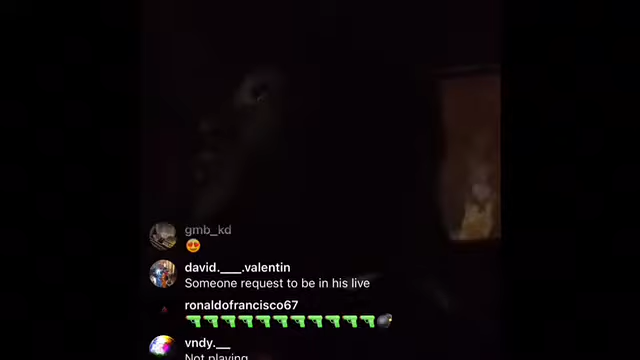 gmb_kd
😍
david.___.valentin
Someone request to be in his live
ronaldofrancisco67
🔫🔫🔫🔫🔫🔫🔫🔫🔫🔫🔫💣
vndy.__
Not playing